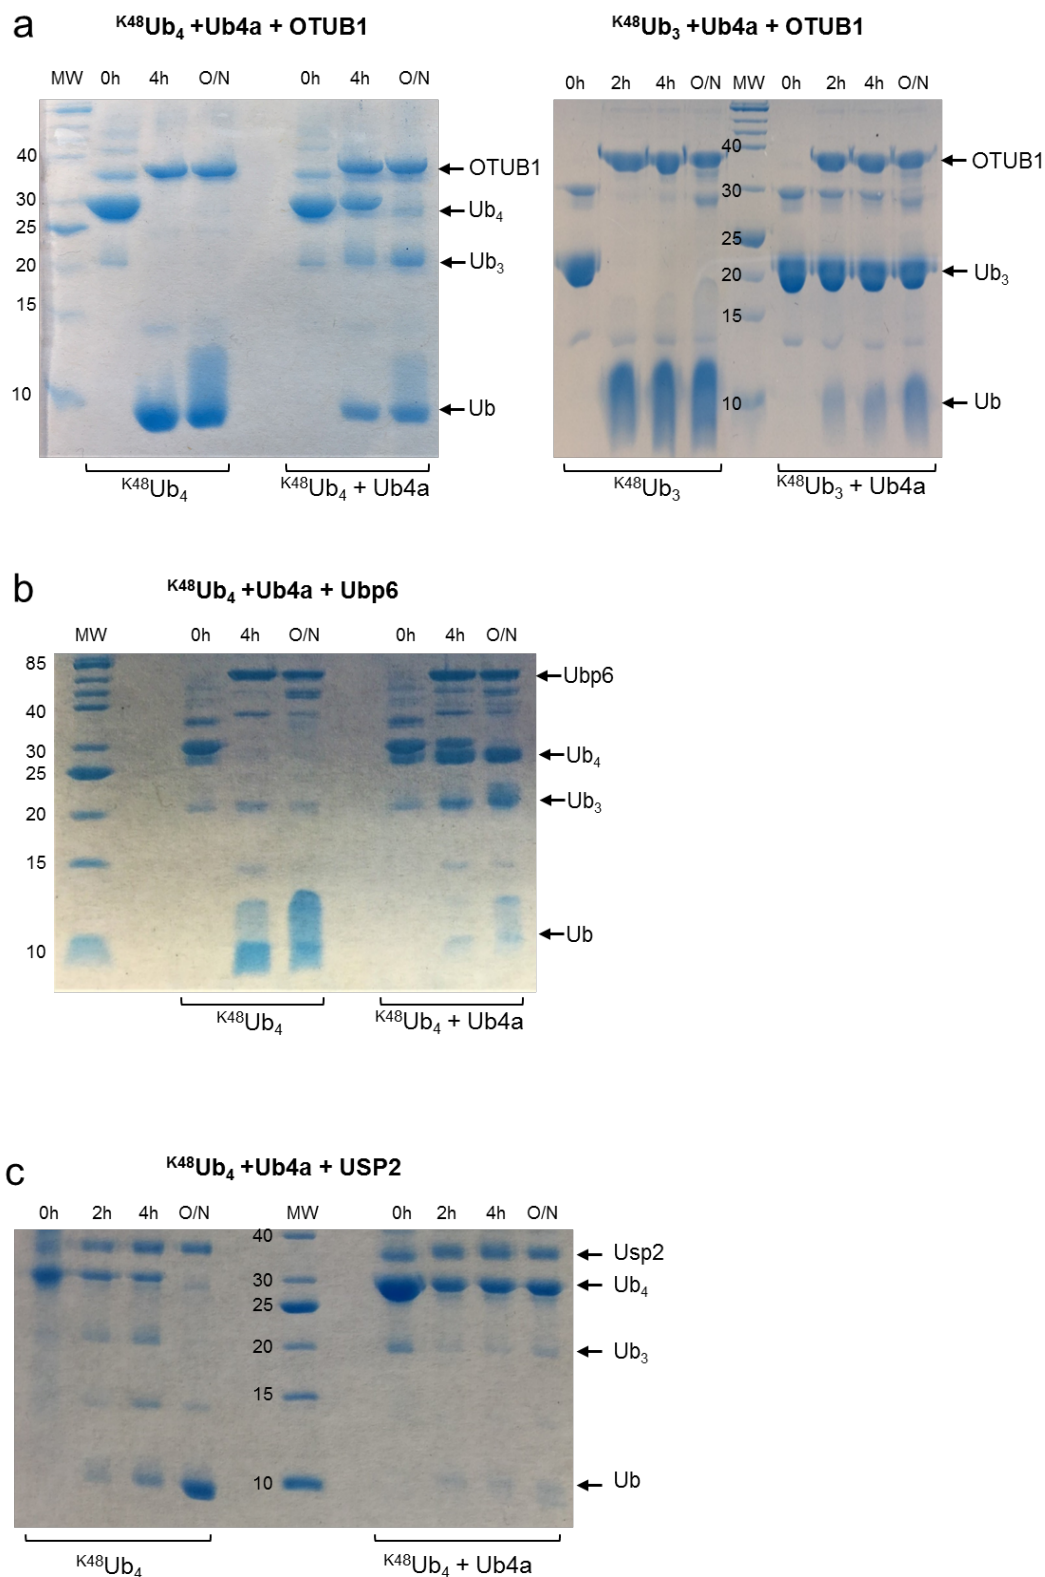 a
K48Ub4 +Ub4a + OTUB1
MW 0h 4h O/N 0h 4h O/N
40
30
25
20
15
10
OTUB1
Ub4
Ub3
Ub
K48Ub4
K48Ub4 + Ub4a
K48Ub3 +Ub4a + OTUB1
0h 2h 4h O/N MW 0h 2h 4h O/N
40
30
25
20
15
10
OTUB1
Ub3
Ub
K48Ub3
K48Ub3 + Ub4a
b
K48Ub4 +Ub4a + Ubp6
MW 0h 4h O/N 0h 4h O/N
85
40
30
25
20
15
10
Ubp6
Ub4
Ub3
Ub
K48Ub4
K48Ub4 + Ub4a
c
K48Ub4 +Ub4a + USP2
0h 2h 4h O/N MW 0h 2h 4h O/N
40
30
25
20
15
10
Usp2
Ub4
Ub3
Ub
K48Ub4
K48Ub4 + Ub4a